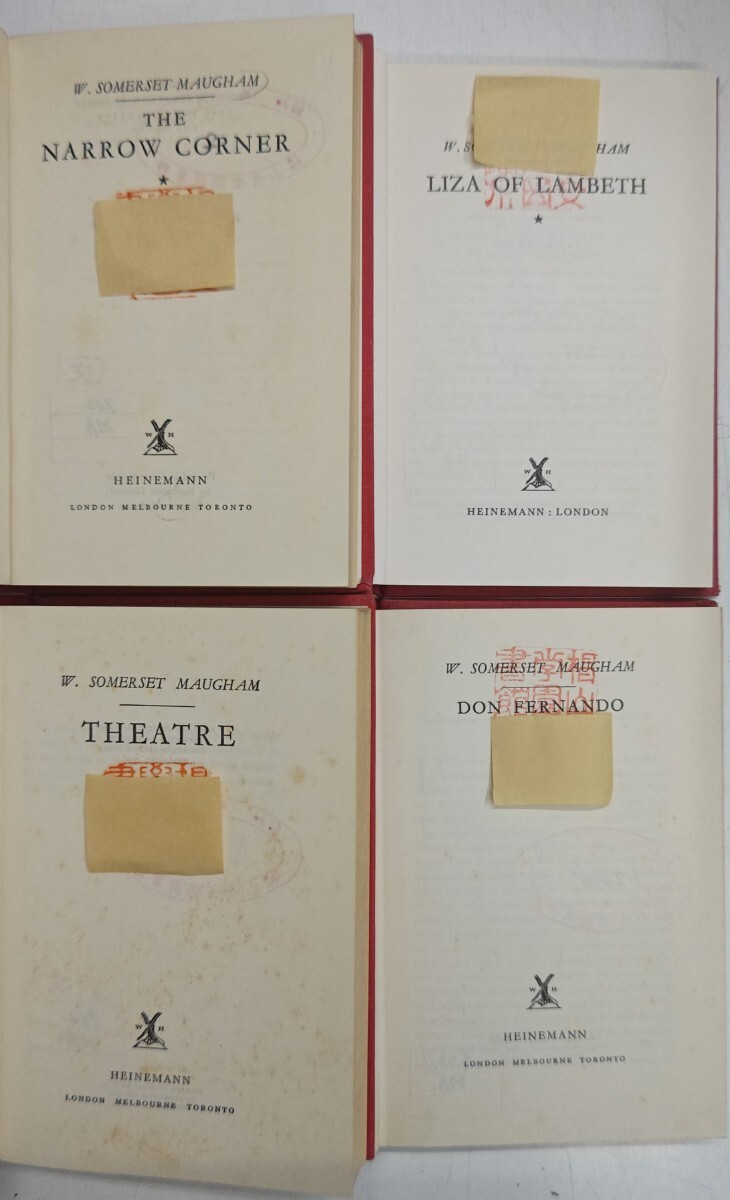 W. SOMERSET MAUGHAM
THE
NARROW CORNER
★
W H
HEINEMANN
LONDON MELBOURNE TORONTO
HAM
LIZA OF LAMBETH
★
W H
HEINEMANN : LONDON
W. SOMERSET MAUGHAM
THEATRE
W H
HEINEMANN
LONDON MELBOURNE TORONTO
W. SOMERSET MAUGHAM
DON FERNANDO
W H
HEINEMANN
LONDON MELBOURNE TORONTO